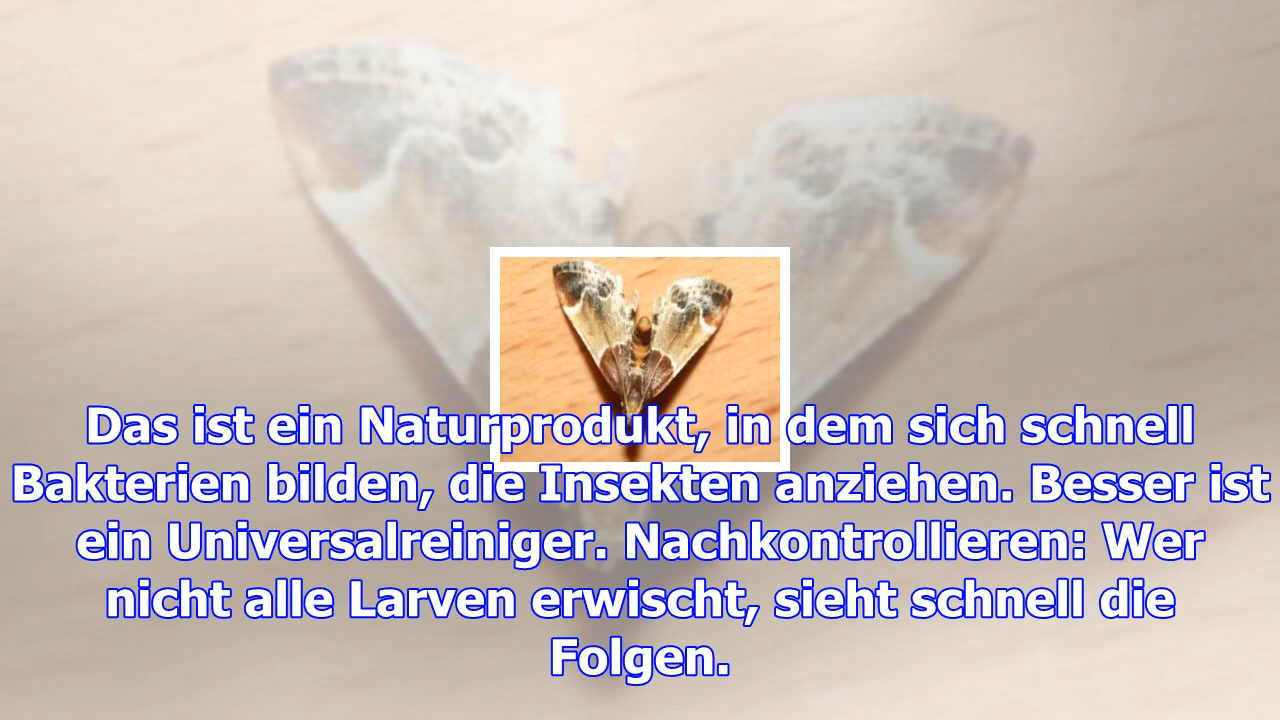 Das ist ein Naturprodukt, in dem sich schnell
Bakterien bilden, die Insekten anziehen. Besser ist
ein Universalreiniger. Nachkontrollieren: Wer
nicht alle Larven erwischt, sieht schnell die
Folgen.